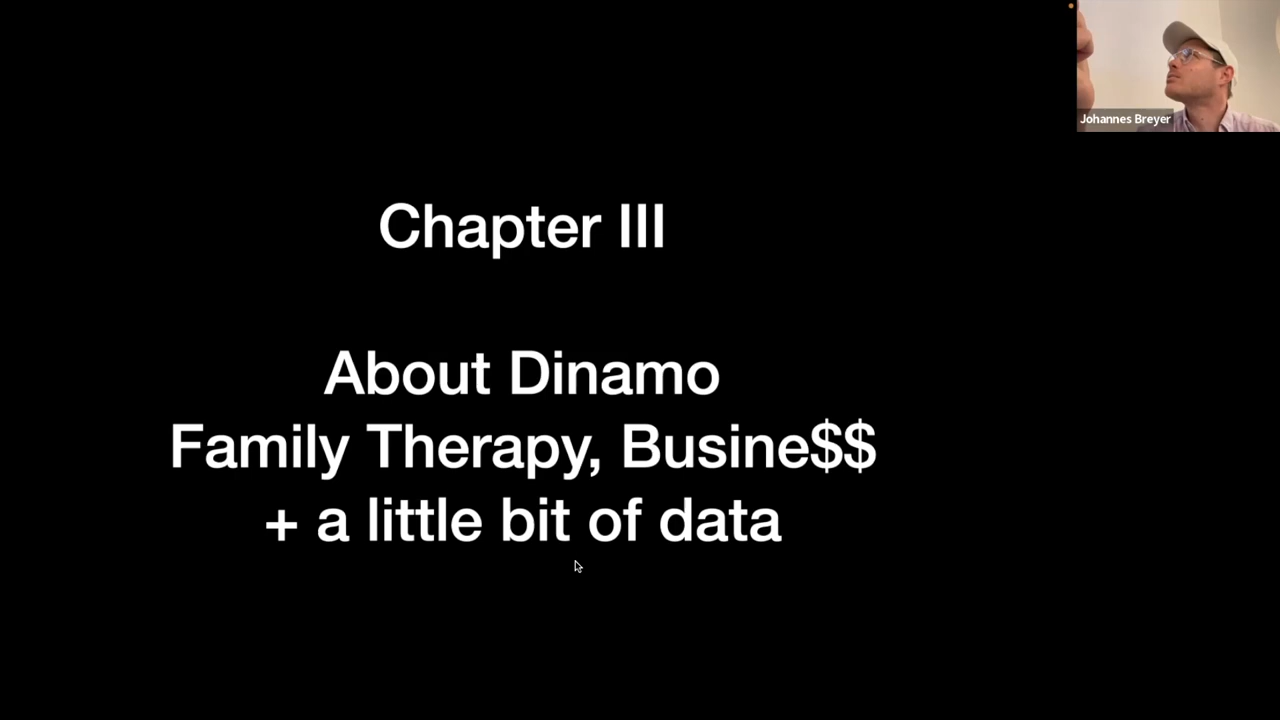 Johannes Breyer
Chapter III
About Dinamo
Family Therapy, Busine$$
+ a little bit of data